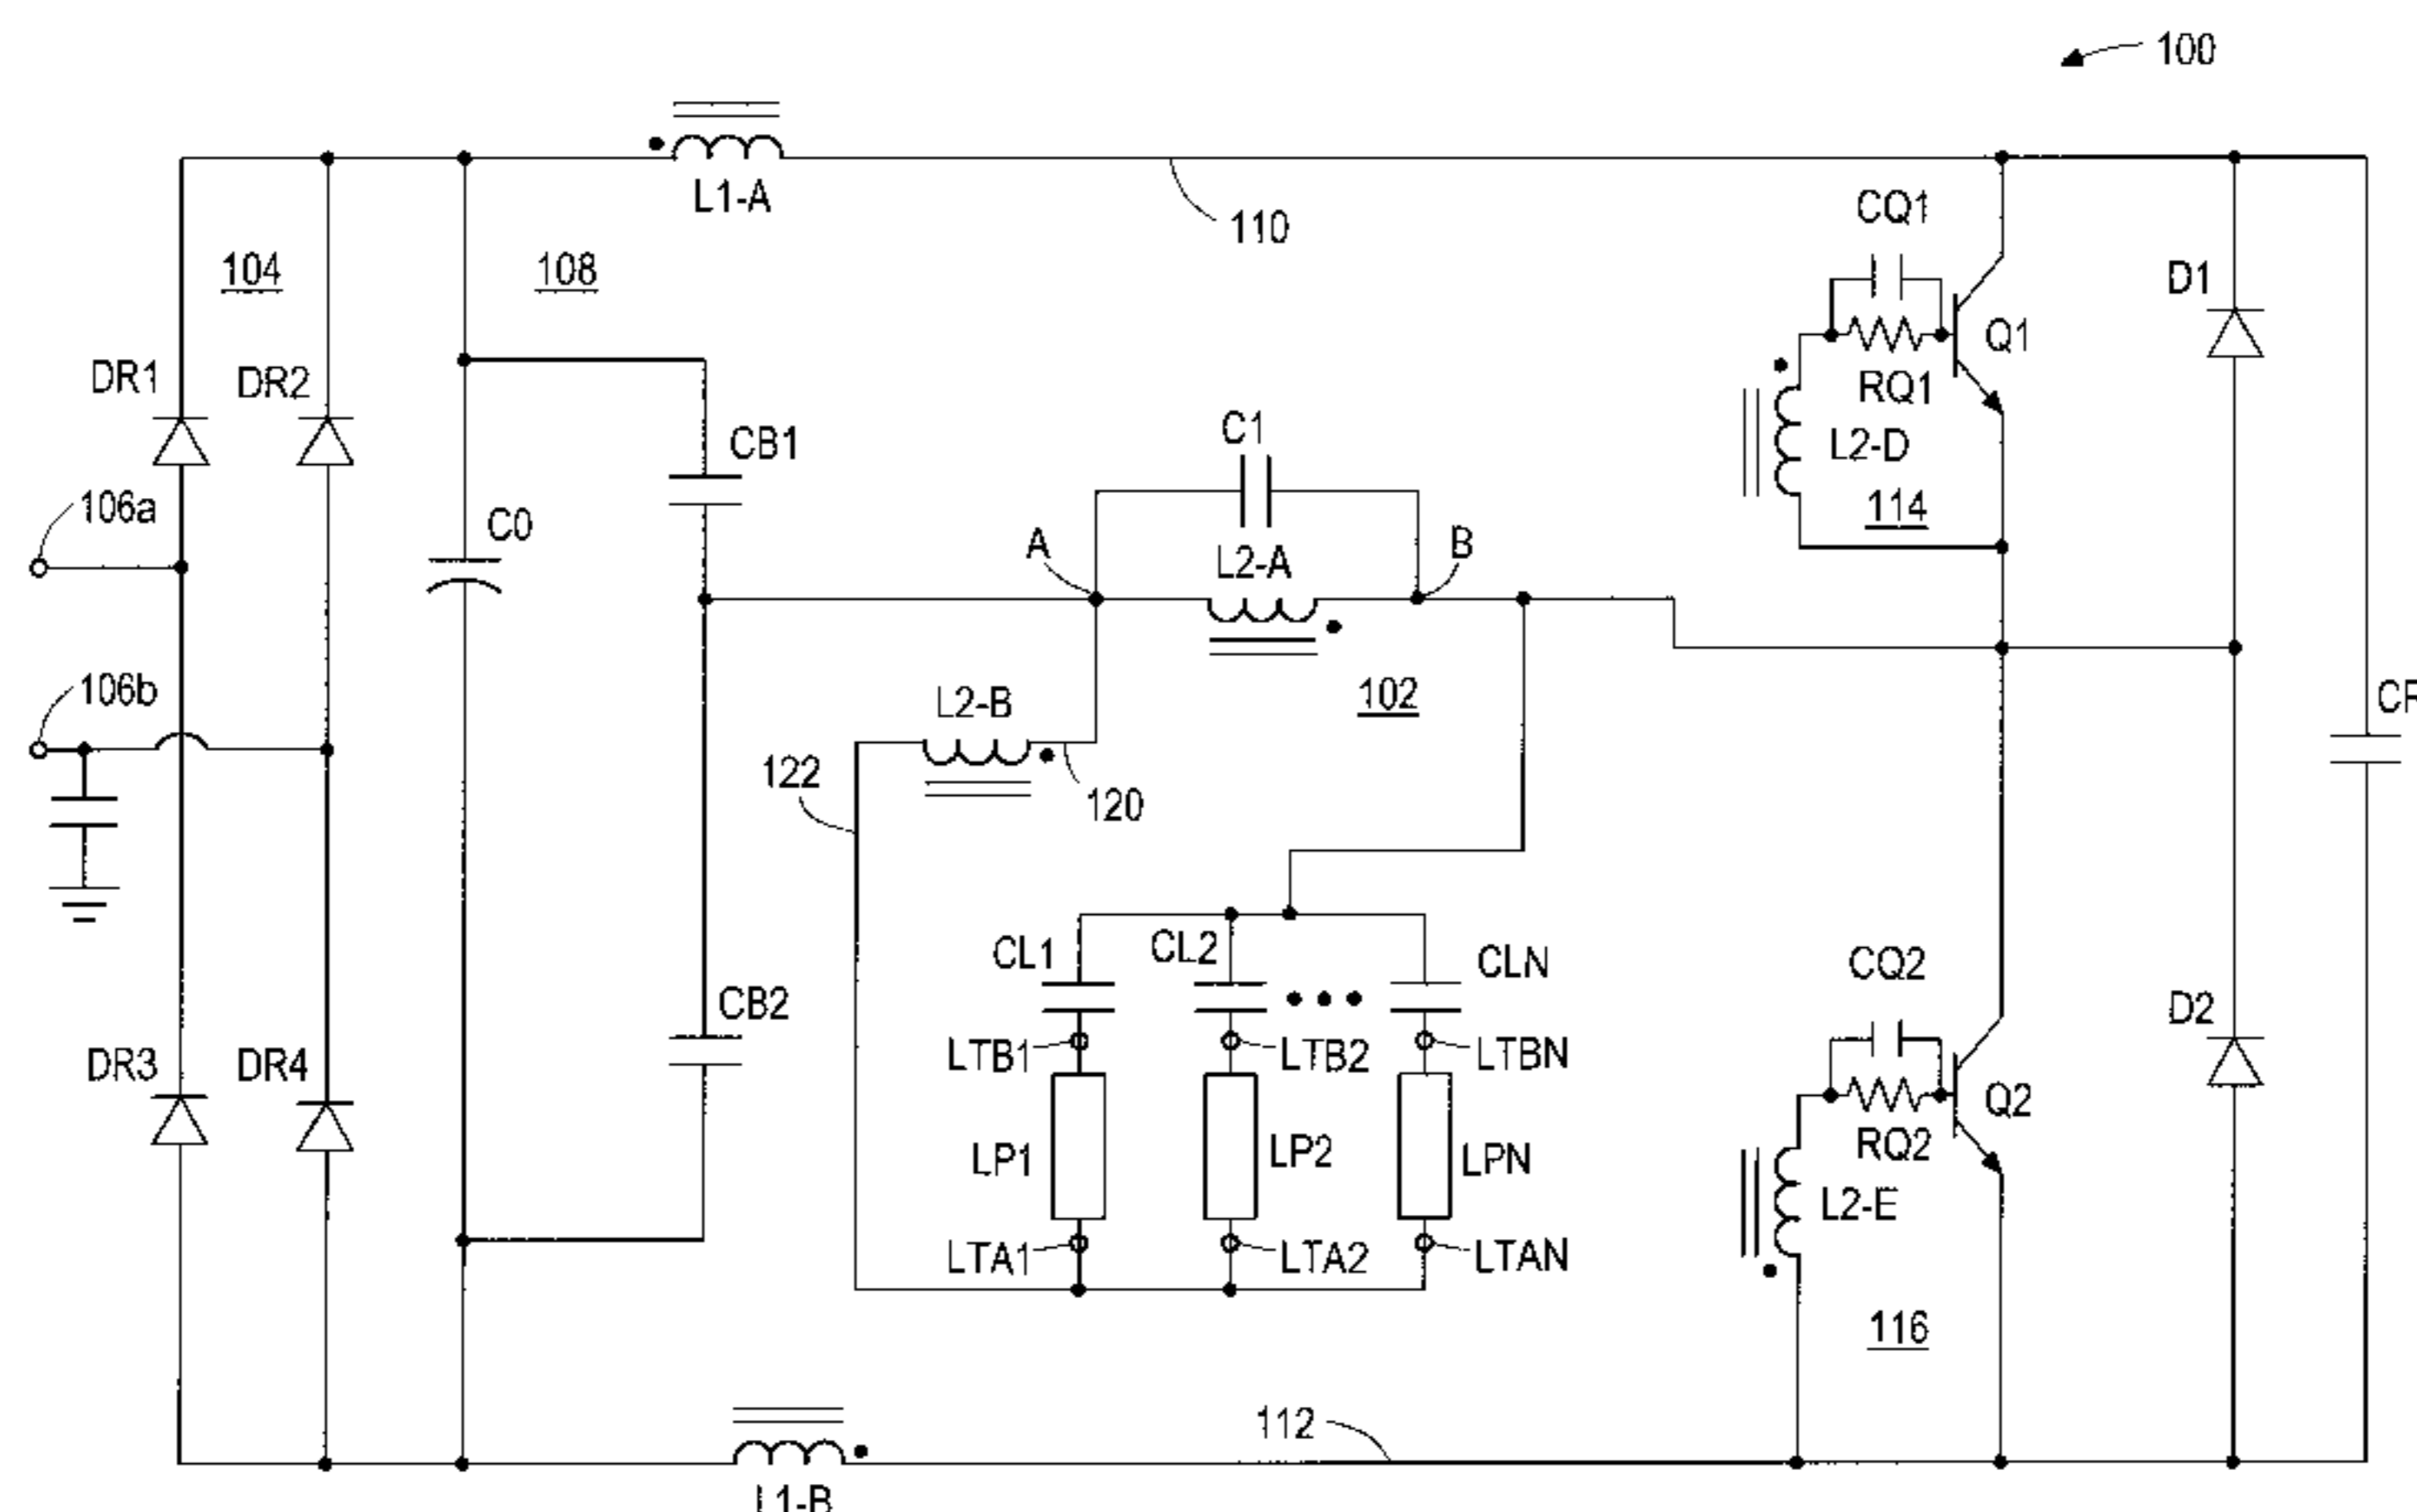 100
L1-A
110
CQ1
104
108
D1
Q1
DR1
DR2
RQ1
CB1
C1
L2-D
106a
C0
114
A
L2-A
B
106b
L2-B
102
122
120
CL1
CL2
CLN
CQ2
CB2
D2
DR3
DR4
LTB1
LTB2
LTBN
Q2
LP1
LP2
LPN
RQ2
L2-E
LTA1
LTA2
LTAN
116
112
L1-B